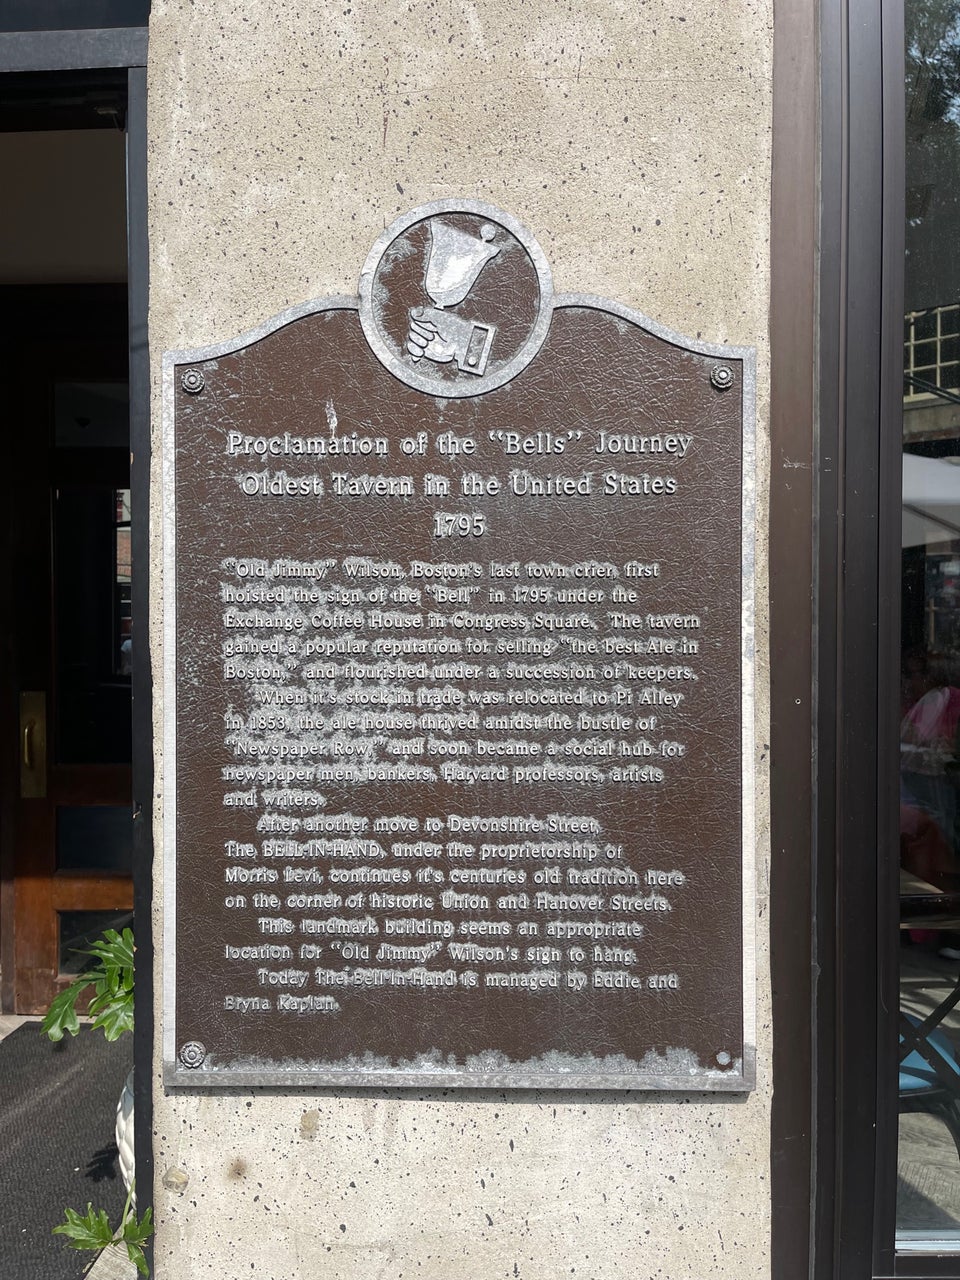 Proclamation of the "Bells" Journey
Oldest Tavern in the United States
1795
"Old Jimmy" Wilson, Boston's last town crier, first
hoisted the sign of the "Bell" in 1795 under the
Exchange Coffee House in Congress Square. The tavern
gained a popular reputation for selling "the best Ale in
Boston," and flourished under a succession of keepers.
When it's stock in trade was relocated to Pi Alley
in 1853, the ale house thrived amidst the bustle of
"Newspaper Row," and soon became a social hub for
newspaper men, bankers, Harvard professors, artists
and writers.
After another move to Devonshire Street,
The BELL-IN-HAND, under the proprietorship of
Morris Levi, continues it's centuries old tradition here
on the corner of historic Union and Hanover Streets.
This landmark building seems an appropriate
location for "Old Jimmy" Wilson's sign to hang.
Today The Bell-In-Hand is managed by Eddie and
Bryna Kaplan.